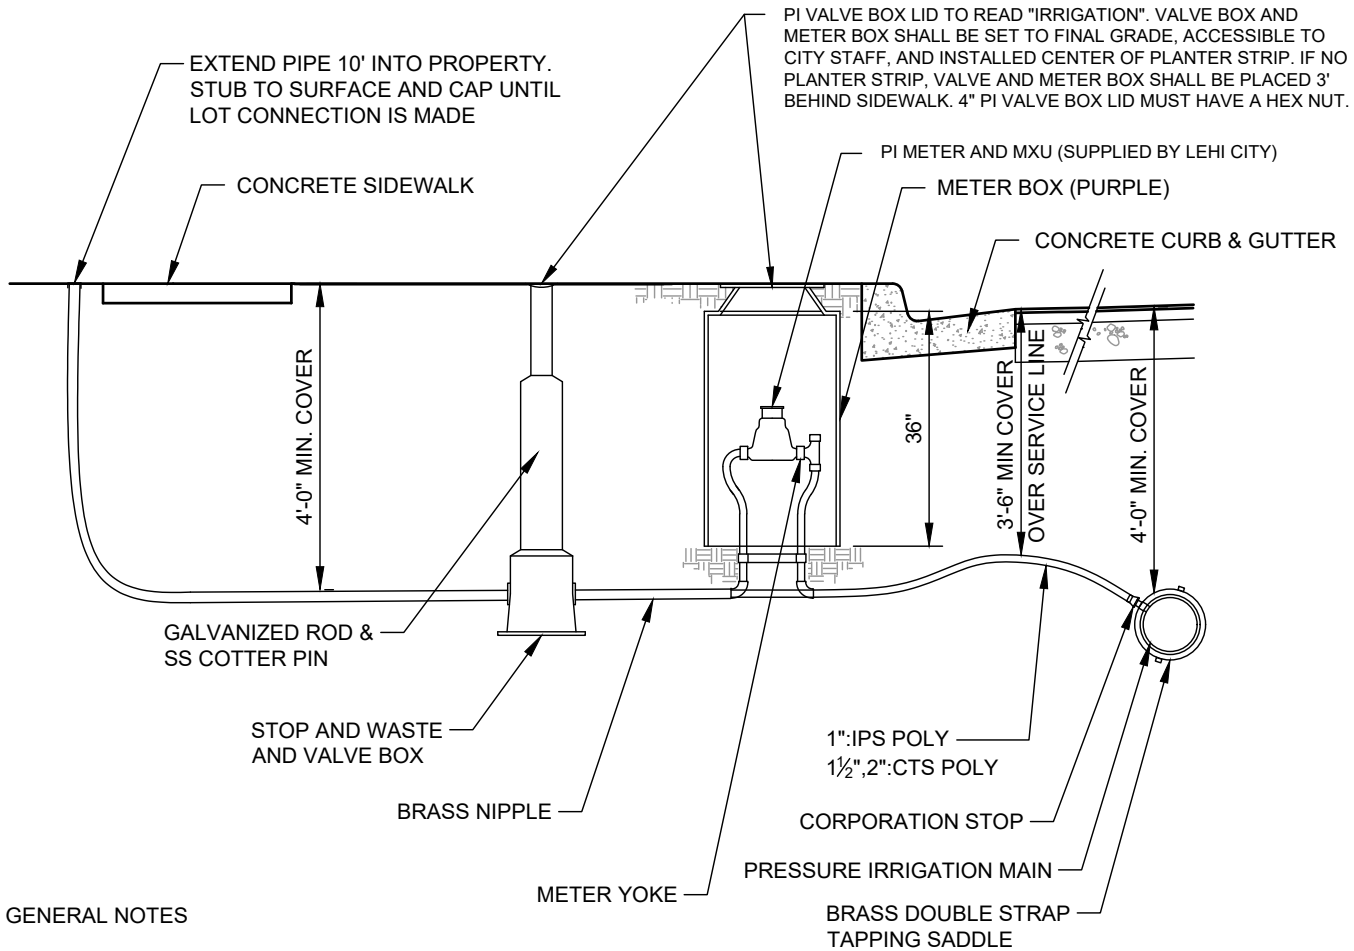 PI VALVE BOX LID TO READ "IRRIGATION". VALVE BOX AND
METER BOX SHALL BE SET TO FINAL GRADE, ACCESSIBLE TO
CITY STAFF, AND INSTALLED CENTER OF PLANTER STRIP. IF NO
PLANTER STRIP, VALVE AND METER BOX SHALL BE PLACED 3'
BEHIND SIDEWALK. 4" PI VALVE BOX LID MUST HAVE A HEX NUT.
EXTEND PIPE 10' INTO PROPERTY.
STUB TO SURFACE AND CAP UNTIL
LOT CONNECTION IS MADE
PI METER AND MXU (SUPPLIED BY LEHI CITY)
CONCRETE SIDEWALK
METER BOX (PURPLE)
CONCRETE CURB & GUTTER
4'-0" MIN. COVER
36"
3'-6" MIN COVER
OVER SERVICE LINE
4'-0" MIN. COVER
GALVANIZED ROD &
SS COTTER PIN
STOP AND WASTE
AND VALVE BOX
1":IPS POLY
1½",2":CTS POLY
BRASS NIPPLE
CORPORATION STOP
PRESSURE IRRIGATION MAIN
METER YOKE
BRASS DOUBLE STRAP
TAPPING SADDLE
GENERAL NOTES